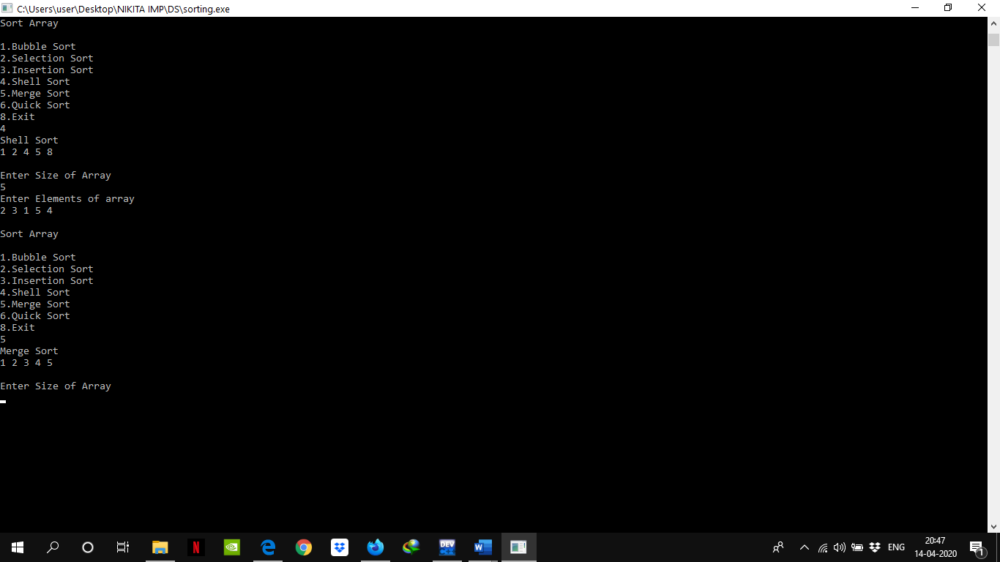 C:\Users\user\Desktop\NIKITA IMP\DS\sorting.exe
Sort Array
1.Bubble Sort
2.Selection Sort
3.Insertion Sort
4.Shell Sort
5.Merge Sort
6.Quick Sort
8.Exit
4
Shell Sort
1 2 4 5 8
Enter Size of Array
5
Enter Elements of array
2 3 1 5 4
Sort Array
1.Bubble Sort
2.Selection Sort
3.Insertion Sort
4.Shell Sort
5.Merge Sort
6.Quick Sort
8.Exit
5
Merge Sort
1 2 3 4 5
Enter Size of Array
N
DEV
W
ENG
20:47
14-04-2020
1